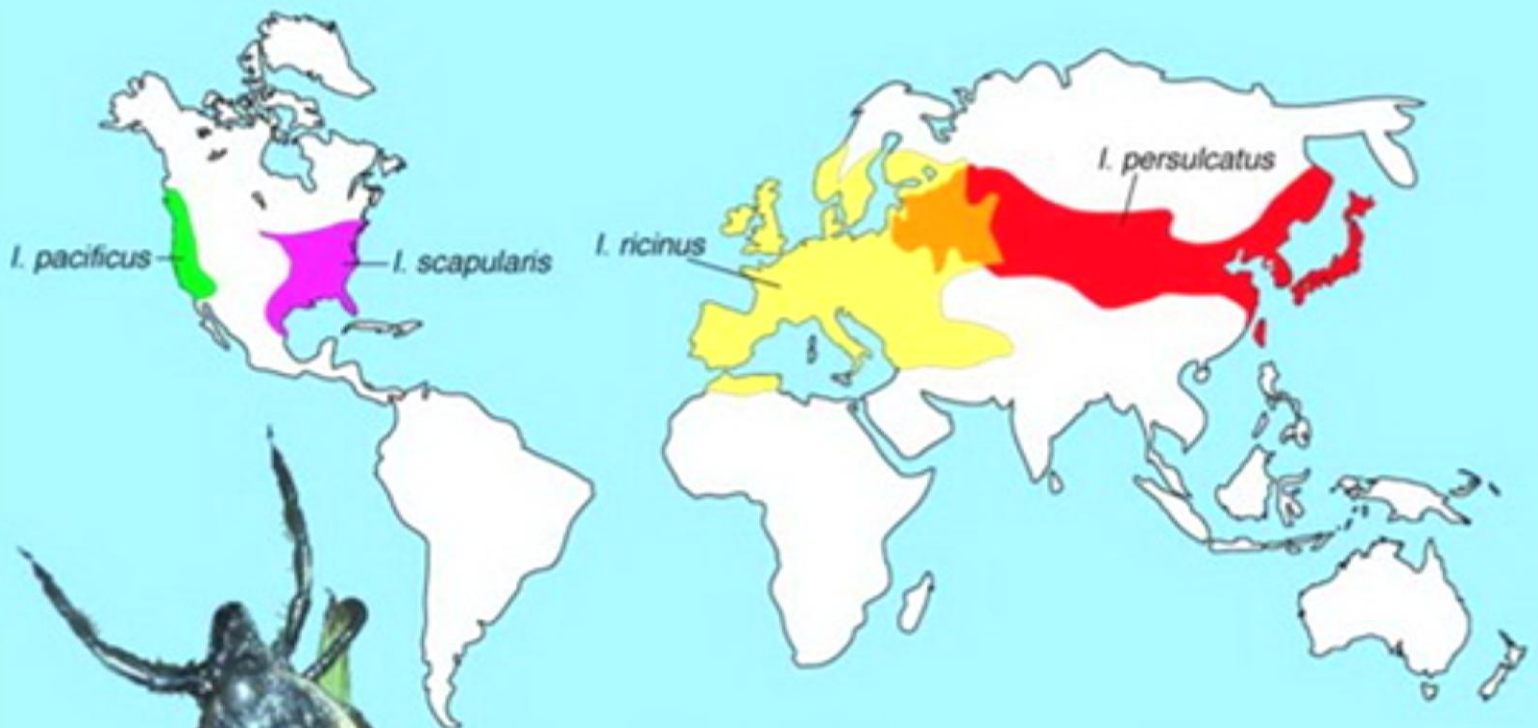 I. persulcatus
I. pacificus
I. scapularis
I. ricinus